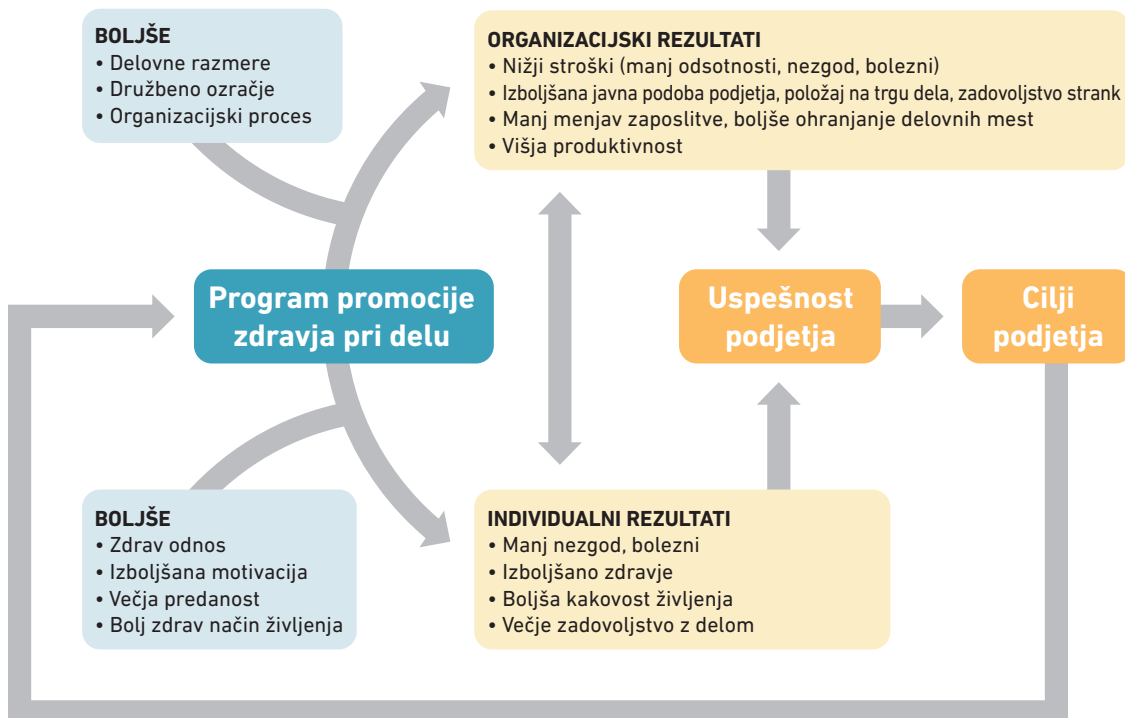 BOLJŠE
• Delovne razmere
• Družbeno ozračje
• Organizacijski proces
ORGANIZACIJSKI REZULTATI
• Nižji stroški (manj odsotnosti, nezgod, bolezni)
• Izboljšana javna podoba podjetja, položaj na trgu dela, zadovoljstvo strank
• Manj menjav zaposlitve, boljše ohranjanje delovnih mest
• Višja produktivnost
Program promocije
zdravja pri delu
Uspešnost
podjetja
Cilji
podjetja
BOLJŠE
• Zdrav odnos
• Izboljšana motivacija
• Večja predanost
• Bolj zdrav način življenja
INDIVIDUALNI REZULTATI
• Manj nezgod, bolezni
• Izboljšano zdravje
• Boljša kakovost življenja
• Večje zadovoljstvo z delom